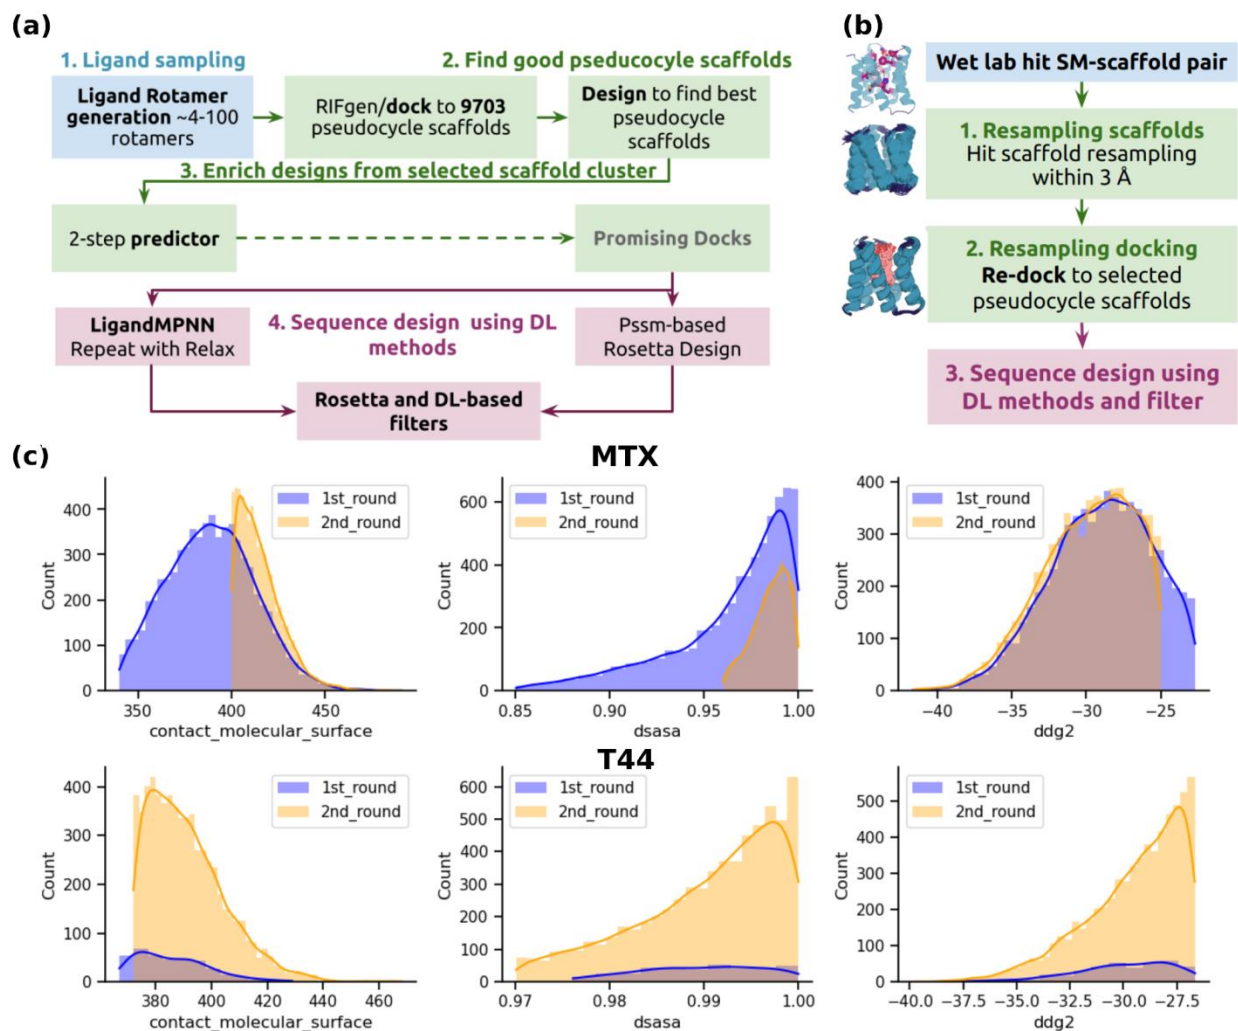 (a)
1. Ligand sampling
2. Find good pseducocyle scaffolds
Ligand Rotamer
generation ~4-100
rotamers
RIFgen/dock to 9703
pseudocycle scaffolds
Design to find best
pseudocycle
scaffolds
3. Enrich designs from selected scaffold cluster
2-step predictor
Promising Docks
LigandMPNN
Repeat with Relax
4. Sequence design using DL
methods
Pssm-based
Rosetta Design
Rosetta and DL-based
filters
(b)
Wet lab hit SM-scaffold pair
1. Resampling scaffolds
Hit scaffold resampling
within 3 Å
2. Resampling docking
Re-dock to selected
pseudocycle scaffolds
3. Sequence design using
DL methods and filter
(c)
MTX
Count
400
300
200
100
0
1st_round
2nd_round
350
400
450
contact_molecular_surface
Count
600
400
200
0
1st_round
2nd_round
0.85
0.90
0.95
1.00
dsasa
Count
400
300
200
100
0
1st_round
2nd_round
−40
−35
−30
−25
ddg2
T44
Count
400
300
200
100
0
1st_round
2nd_round
380
400
420
440
460
contact_molecular_surface
Count
600
500
400
300
200
100
0
1st_round
2nd_round
0.97
0.98
0.99
1.00
dsasa
Count
500
400
300
200
100
0
1st_round
2nd_round
−40.0
−37.5
−35.0
−32.5
−30.0
−27.5
ddg2